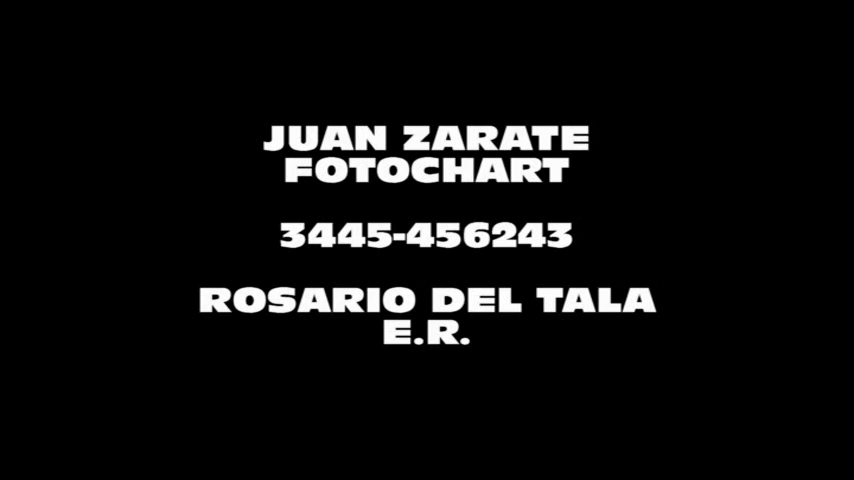 JUAN ZARATE
FOTOCHART
3445-456243
ROSARIO DEL TALA
E.R.